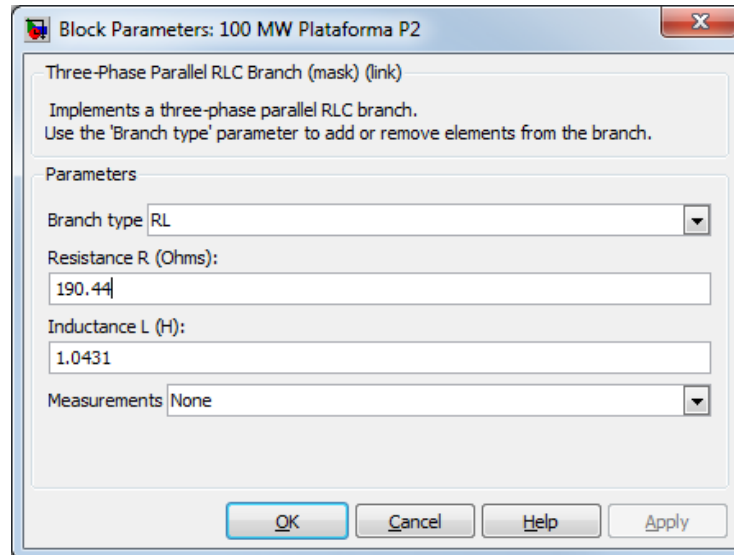 Block Parameters: 100 MW Plataforma P2
Three-Phase Parallel RLC Branch (mask) (link)
Implements a three-phase parallel RLC branch.
Use the 'Branch type' parameter to add or remove elements from the branch.
Parameters
Branch type RL
Resistance R (Ohms):
190.44
Inductance L (H):
1.0431
Measurements None
OK Cancel Help Apply